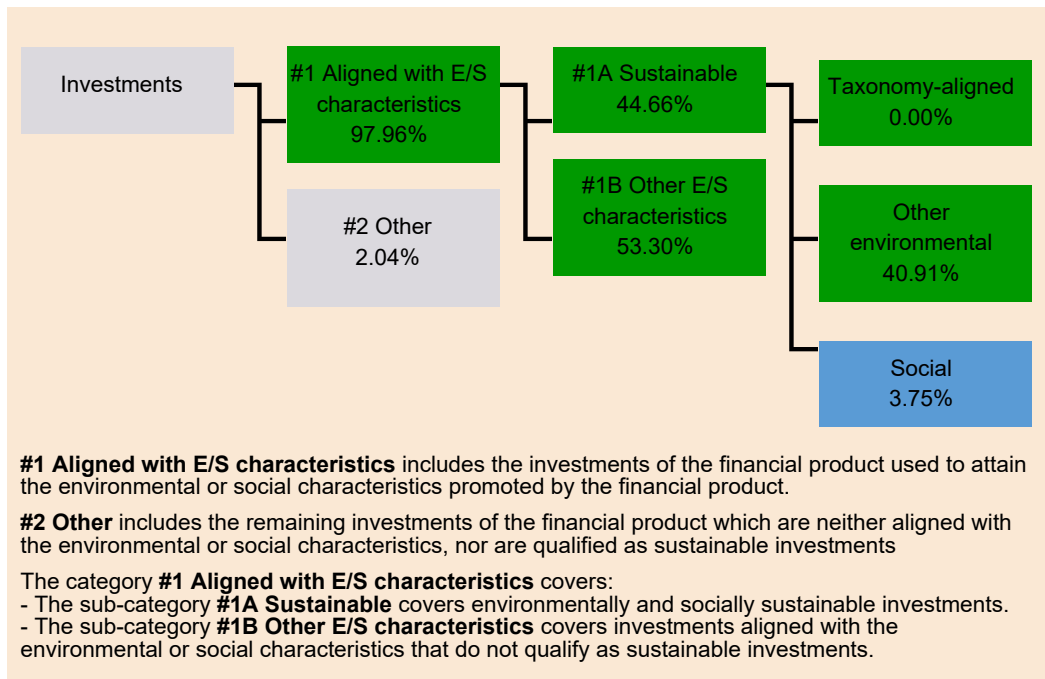 Investments
#1 Aligned with E/S
characteristics
97.96%
#2 Other
2.04%
#1A Sustainable
44.66%
#1B Other E/S
characteristics
53.30%
Taxonomy-aligned
0.00%
Other
environmental
40.91%
Social
3.75%
#1 Aligned with E/S characteristics includes the investments of the financial product used to attain
the environmental or social characteristics promoted by the financial product.
#2 Other includes the remaining investments of the financial product which are neither aligned with
the environmental or social characteristics, nor are qualified as sustainable investments
The category #1 Aligned with E/S characteristics covers:
- The sub-category #1A Sustainable covers environmentally and socially sustainable investments.
- The sub-category #1B Other E/S characteristics covers investments aligned with the
environmental or social characteristics that do not qualify as sustainable investments.